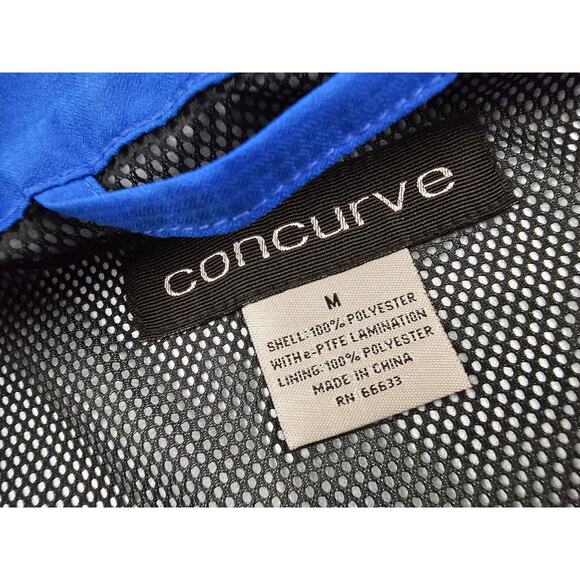 concurve
M
SHELL:100% POLYESTER
WITH e-PTFE LAMINATION
LINING:100% POLYESTER
MADE IN CHINA
RN 66633